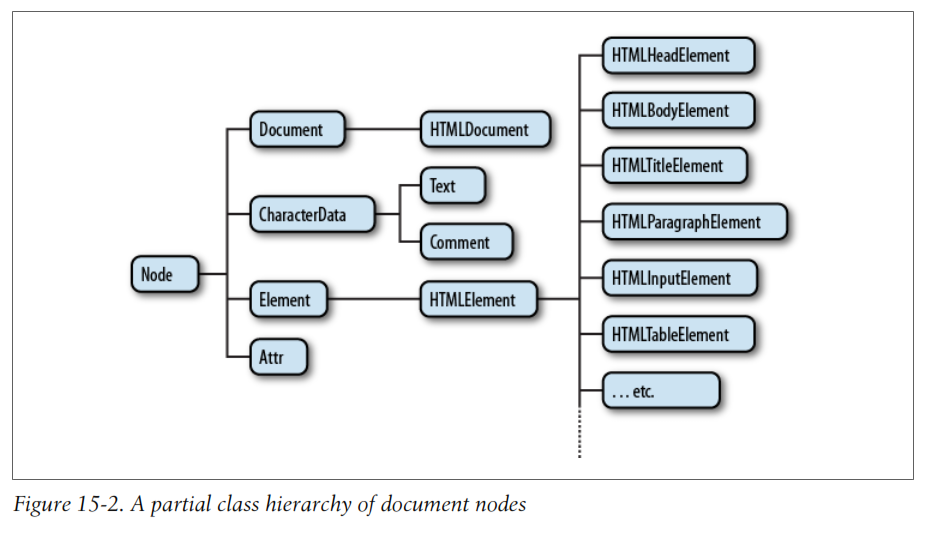 HTMLHeadElement
HTMLBodyElement
Document
HTMLDocument
HTMLTitleElement
Text
CharacterData
HTMLParagraphElement
Comment
Node
HTMLInputElement
Element
HTMLElement
HTMLTableElement
Attr
. . . etc.
Figure 15-2. A partial class hierarchy of document nodes